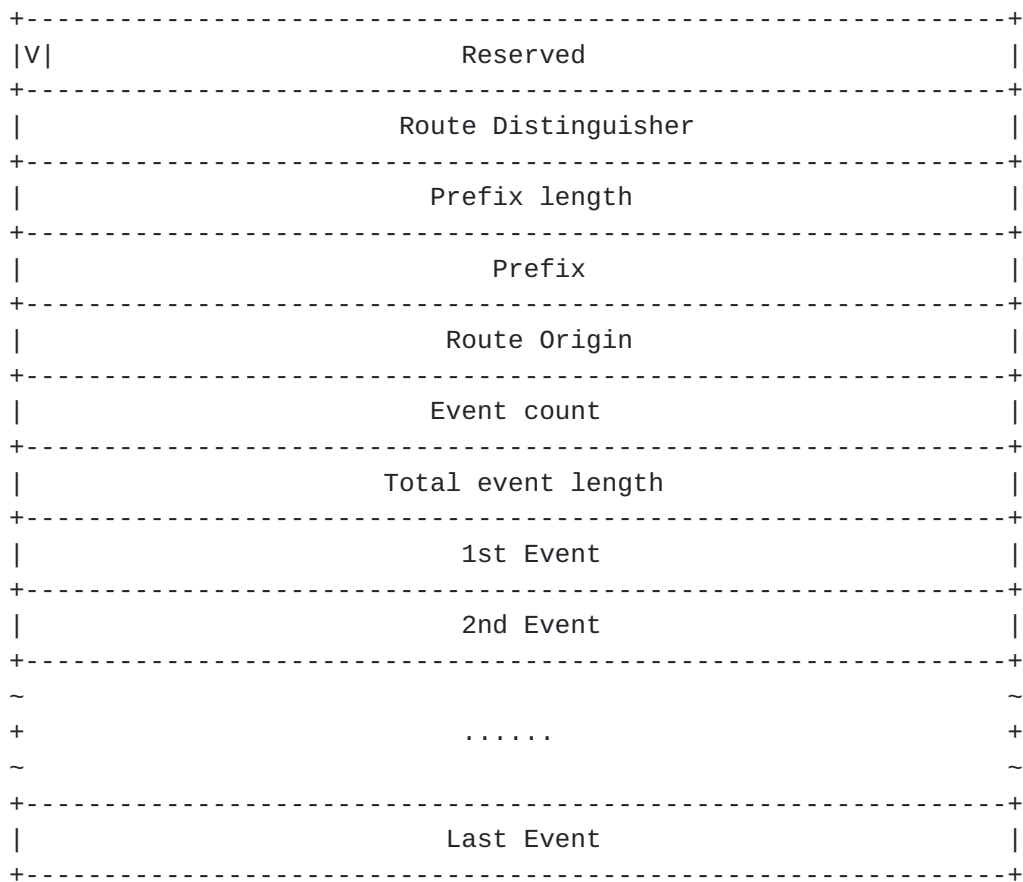 +---------------------------------------------------------------+
|V| Reserved |
+---------------------------------------------------------------+
| Route Distinguisher |
+---------------------------------------------------------------+
| Prefix length |
+---------------------------------------------------------------+
| Prefix |
+---------------------------------------------------------------+
| Route Origin |
+---------------------------------------------------------------+
| Event count |
+---------------------------------------------------------------+
| Total event length |
+---------------------------------------------------------------+
| 1st Event |
+---------------------------------------------------------------+
| 2nd Event |
+---------------------------------------------------------------+
~ ~
+ ...... +
~ ~
+---------------------------------------------------------------+
| Last Event |
+---------------------------------------------------------------+